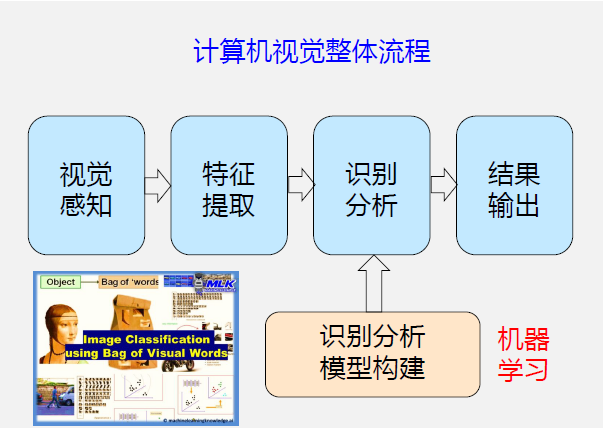 计算机视觉整体流程
视觉
感知
特征
提取
识别
分析
结果
输出
Object
Bag of 'words
MLK
Image Classification
using Bag of Visual Words
© machinelearningknowledge.ai
识别分析
模型构建
机器
学习